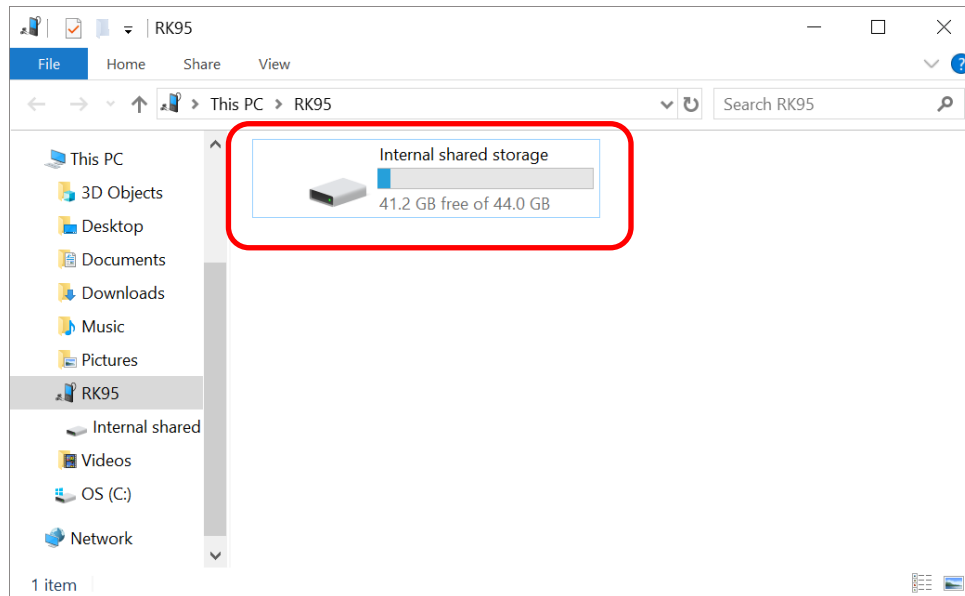 RK95
File Home Share View
This PC > RK95
Search RK95
This PC
3D Objects
Desktop
Documents
Downloads
Music
Pictures
RK95
Internal shared
Videos
OS (C:)
Network
Internal shared storage
41.2 GB free of 44.0 GB
1 item